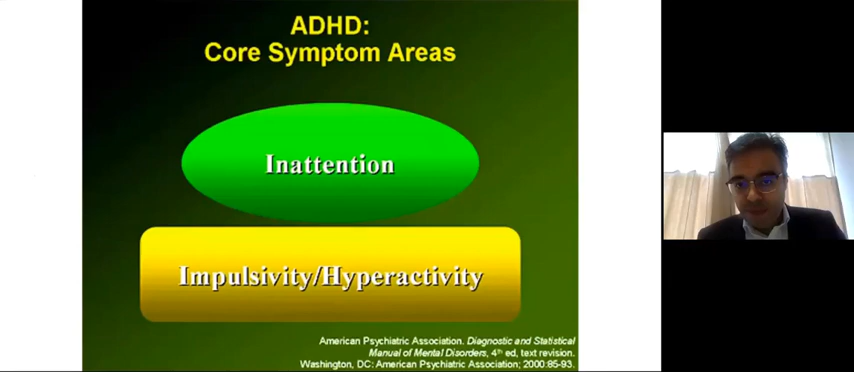 ADHD:
Core Symptom Areas
Inattention
Impulsivity/Hyperactivity
American Psychiatric Association. Diagnostic and Statistical
Manual of Mental Disorders, 4th ed, text revision.
Washington, DC: American Psychiatric Association; 2000:85-93.